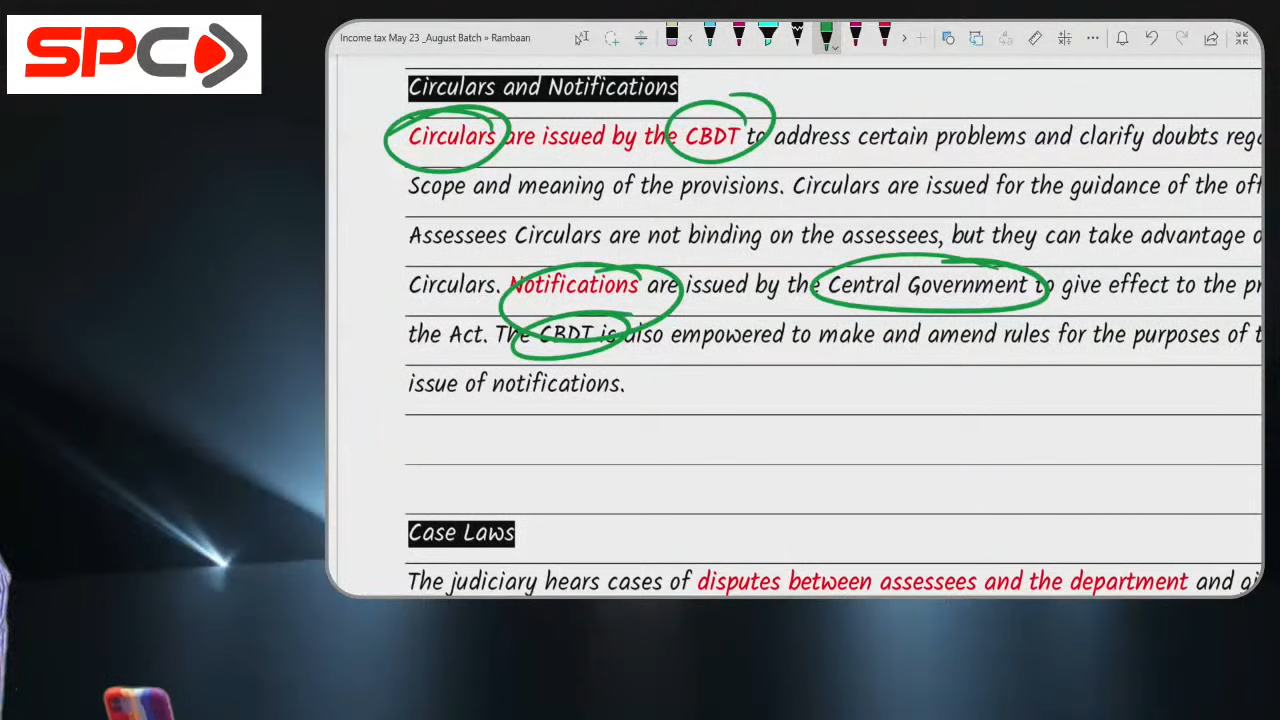 SPC
Income tax May 23 _August Batch » Rambaan
Circulars and Notifications
Circulars are issued by the CBDT to address certain problems and clarify doubts rega
Scope and meaning of the provisions. Circulars are issued for the guidance of the off
Assessees Circulars are not binding on the assessees, but they can take advantage o
Circulars. Notifications are issued by the Central Government to give effect to the pr
the Act. The CBDT is also empowered to make and amend rules for the purposes of t
issue of notifications.
Case Laws
The judiciary hears cases of disputes between assessees and the department and gi